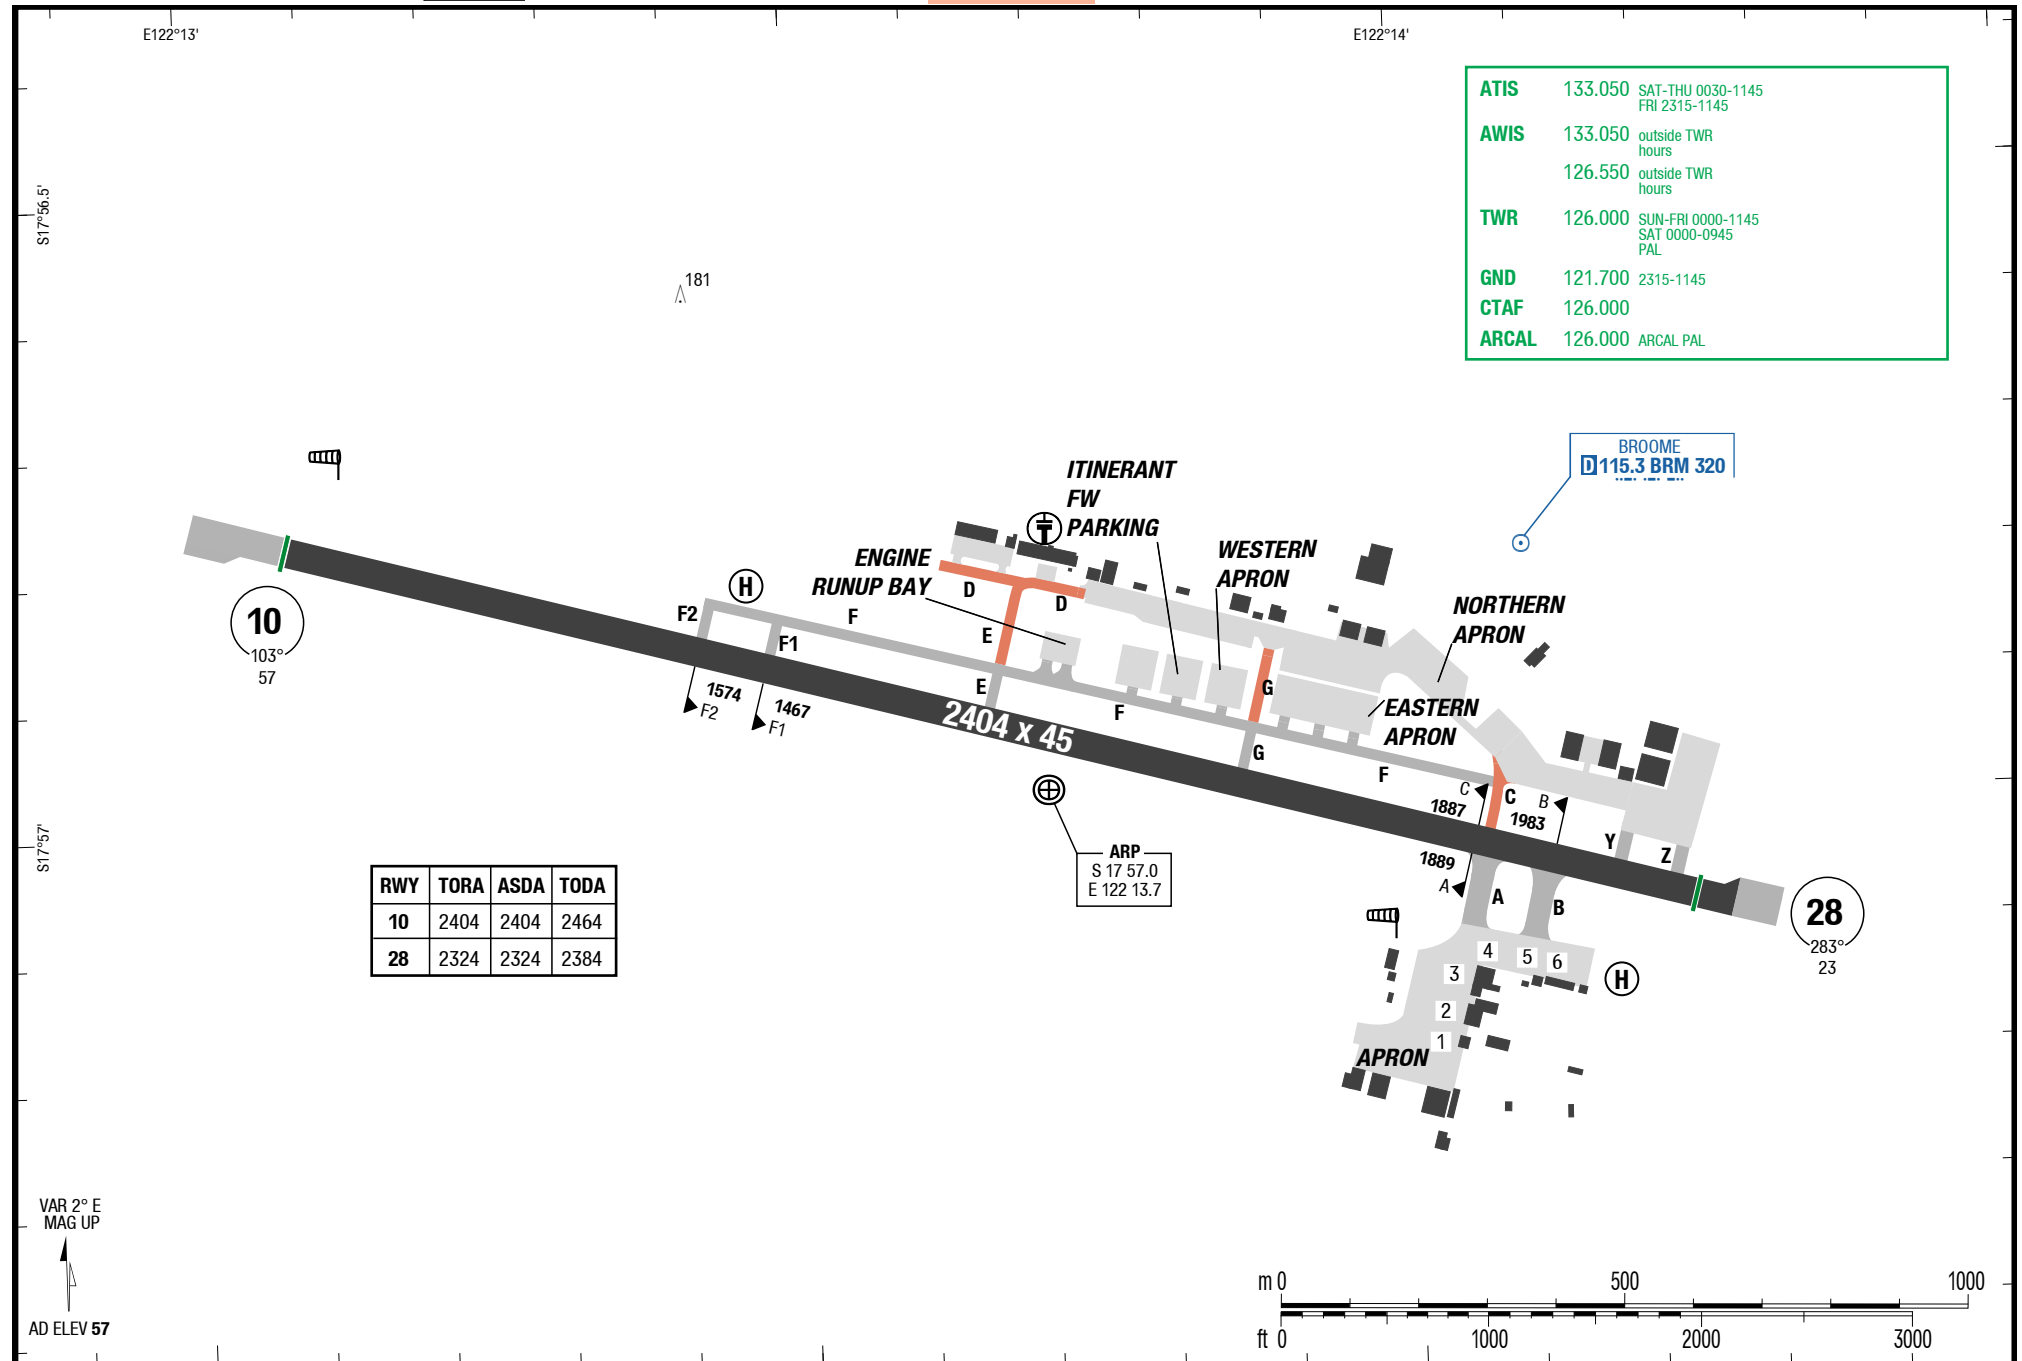 E122°13'
E122°14'
ATIS 133.050 SAT-THU 0030-1145
FRI 2315-1145
AWIS 133.050 outside TWR
hours
126.550 outside TWR
hours
TWR 126.000 SUN-FRI 0000-1145
SAT 0000-0945
PAL
GND 121.700 2315-1145
CTAF 126.000
ARCAL 126.000 ARCAL PAL
S17°56.5'
181
BROOME
D 115.3 BRM 320
ITINERANT
FW
PARKING
WESTERN
APRON
ENGINE
RUNUP BAY
NORTHERN
APRON
EASTERN
APRON
H
D
D
F2
F1
F
E
E
F
G
G
F
10
103°
57
1574
F2
1467
F1
2404 x 45
C
1887
C
B
1983
Y
Z
1889
A
A
B
S17°57'
ARP
S 17 57.0
E 122 13.7
RWY TORA ASDA TODA
10 2404 2404 2464
28 2324 2324 2384
28
283°
23
4
5
6
3
2
1
H
APRON
VAR 2° E
MAG UP
AD ELEV 57
m 0 500 1000
ft 0 1000 2000 3000